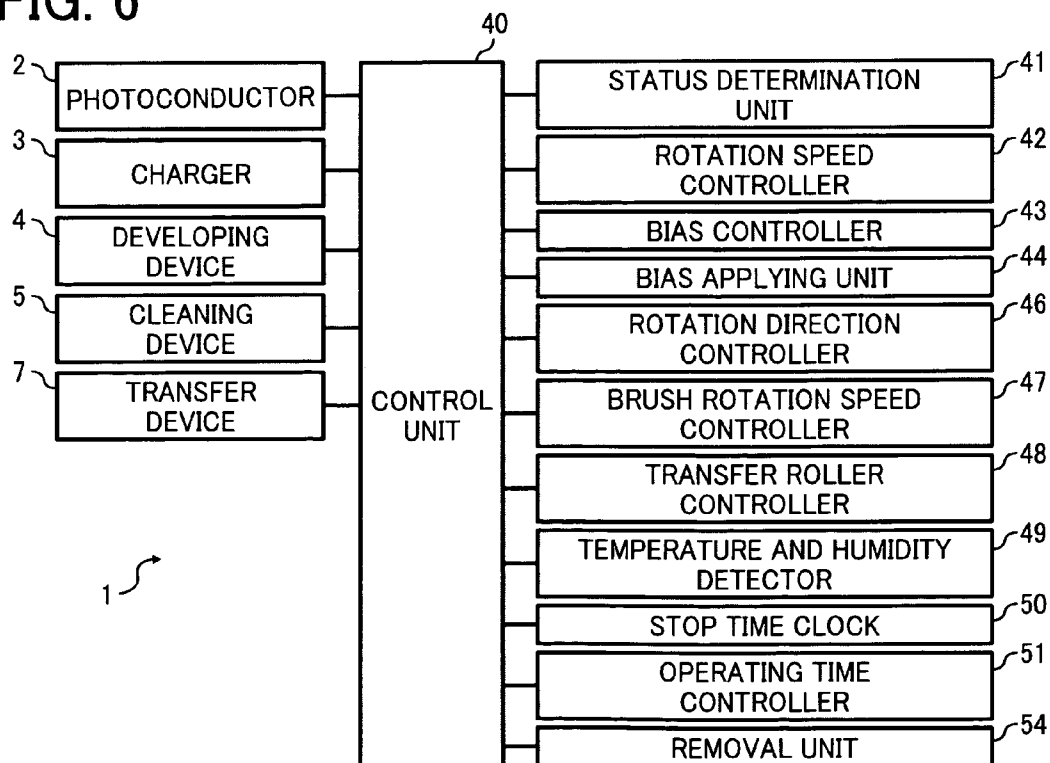 FIG. 6
40
2
PHOTOCONDUCTOR
3
CHARGER
4
DEVELOPING
DEVICE
5
CLEANING
DEVICE
7
TRANSFER
DEVICE
CONTROL
UNIT
1
41
STATUS DETERMINATION
UNIT
42
ROTATION SPEED
CONTROLLER
43
BIAS CONTROLLER
44
BIAS APPLYING UNIT
46
ROTATION DIRECTION
CONTROLLER
47
BRUSH ROTATION SPEED
CONTROLLER
48
TRANSFER ROLLER
CONTROLLER
49
TEMPERATURE AND HUMIDITY
DETECTOR
50
STOP TIME CLOCK
51
OPERATING TIME
CONTROLLER
54
REMOVAL UNIT